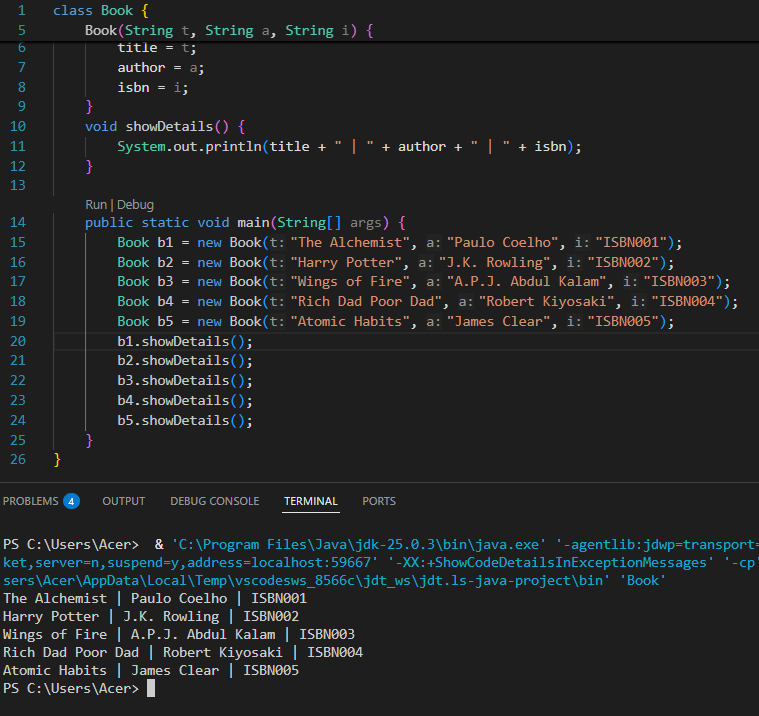 1 class Book {
5 Book(String t, String a, String i) {
6 title = t;
7 author = a;
8 isbn = i;
9 }
10 void showDetails() {
11 System.out.println(title + " | " + author + " | " + isbn);
12 }
13
Run | Debug
14 public static void main(String[] args) {
15 Book b1 = new Book(t: "The Alchemist", a: "Paulo Coelho", i: "ISBN001");
16 Book b2 = new Book(t: "Harry Potter", a: "J.K. Rowling", i: "ISBN002");
17 Book b3 = new Book(t: "Wings of Fire", a: "A.P.J. Abdul Kalam", i: "ISBN003");
18 Book b4 = new Book(t: "Rich Dad Poor Dad", a: "Robert Kiyosaki", i: "ISBN004");
19 Book b5 = new Book(t: "Atomic Habits", a: "James Clear", i: "ISBN005");
20 b1.showDetails();
21 b2.showDetails();
22 b3.showDetails();
23 b4.showDetails();
24 b5.showDetails();
25 }
26 }
PROBLEMS 4 OUTPUT DEBUG CONSOLE TERMINAL PORTS
PS C:\Users\Acer> & 'C:\Program Files\Java\jdk-25.0.3\bin\java.exe' '-agentlib:jdwp=transport=
ket,server=n,suspend=y,address=localhost:59667' '-XX:+ShowCodeDetailsInExceptionMessages' '-cp'
sers\Acer\AppData\Local\Temp\vscodesws_8566c\jdt_ws\jdt.ls-java-project\bin' 'Book'
The Alchemist | Paulo Coelho | ISBN001
Harry Potter | J.K. Rowling | ISBN002
Wings of Fire | A.P.J. Abdul Kalam | ISBN003
Rich Dad Poor Dad | Robert Kiyosaki | ISBN004
Atomic Habits | James Clear | ISBN005
PS C:\Users\Acer>